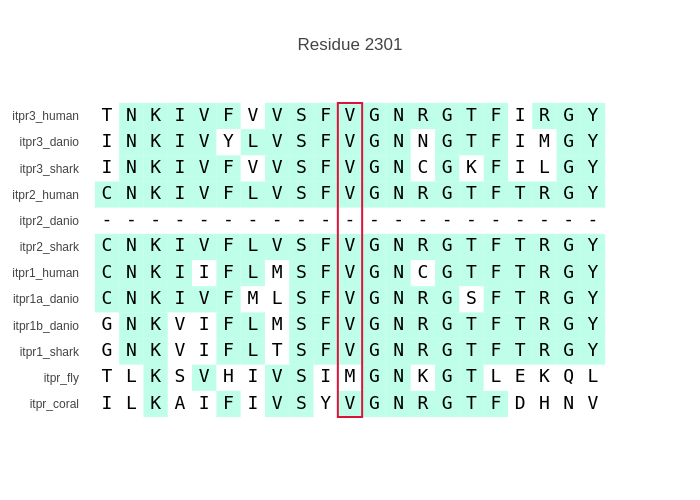 Residue 2301
itpr3_human T N K I V F V V S F V G N R G T F I R G Y
itpr3_danio I N K I V Y L V S F V G N N G T F I M G Y
itpr3_shark I N K I V F V V S F V G N C G K F I L G Y
itpr2_human C N K I V F L V S F V G N R G T F T R G Y
itpr2_danio - - - - - - - - - - - - - - - - - - - - -
itpr2_shark C N K I V F L V S F V G N R G T F T R G Y
itpr1_human C N K I I F L M S F V G N C G T F T R G Y
itpr1a_danio C N K I V F M L S F V G N R G S F T R G Y
itpr1b_danio G N K V I F L M S F V G N R G T F T R G Y
itpr1_shark G N K V I F L T S F V G N R G T F T R G Y
itpr_fly T L K S V H I V S I M G N K G T L E K Q L
itpr_coral I L K A I F I V S Y V G N R G T F D H N V